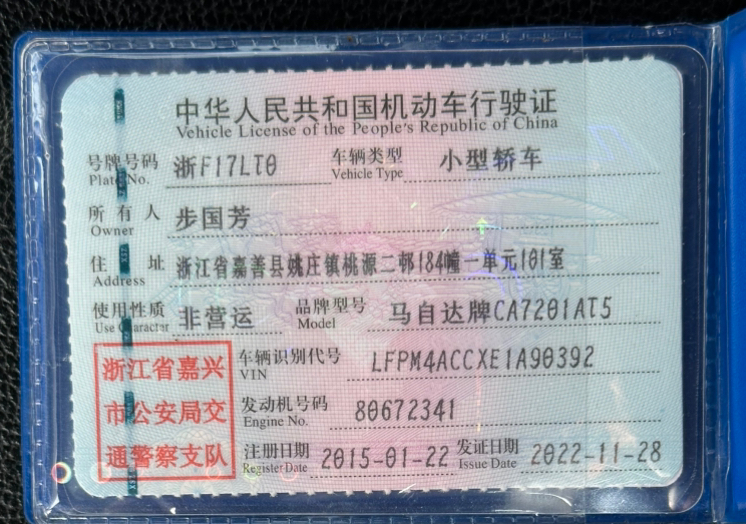 中华人民共和国机动车行驶证
Vehicle License of the People's Republic of China
号牌号码 浙F17LT0 车辆类型 小型轿车
Plate No. Vehicle Type
所有人 步国芳
Owner
住址 浙江省嘉善县姚庄镇桃源二邨184幢一单元101室
Address
使用性质 非营运 品牌型号 马自达牌CA7201AT5
Use Character Model
浙江省嘉兴
市公安局交
通警察支队
车辆识别代号 LFPM4ACCXE1A90392
VIN
发动机号码 80672341
Engine No.
注册日期 2015-01-22 发证日期 2022-11-28
Register Date Issue Date